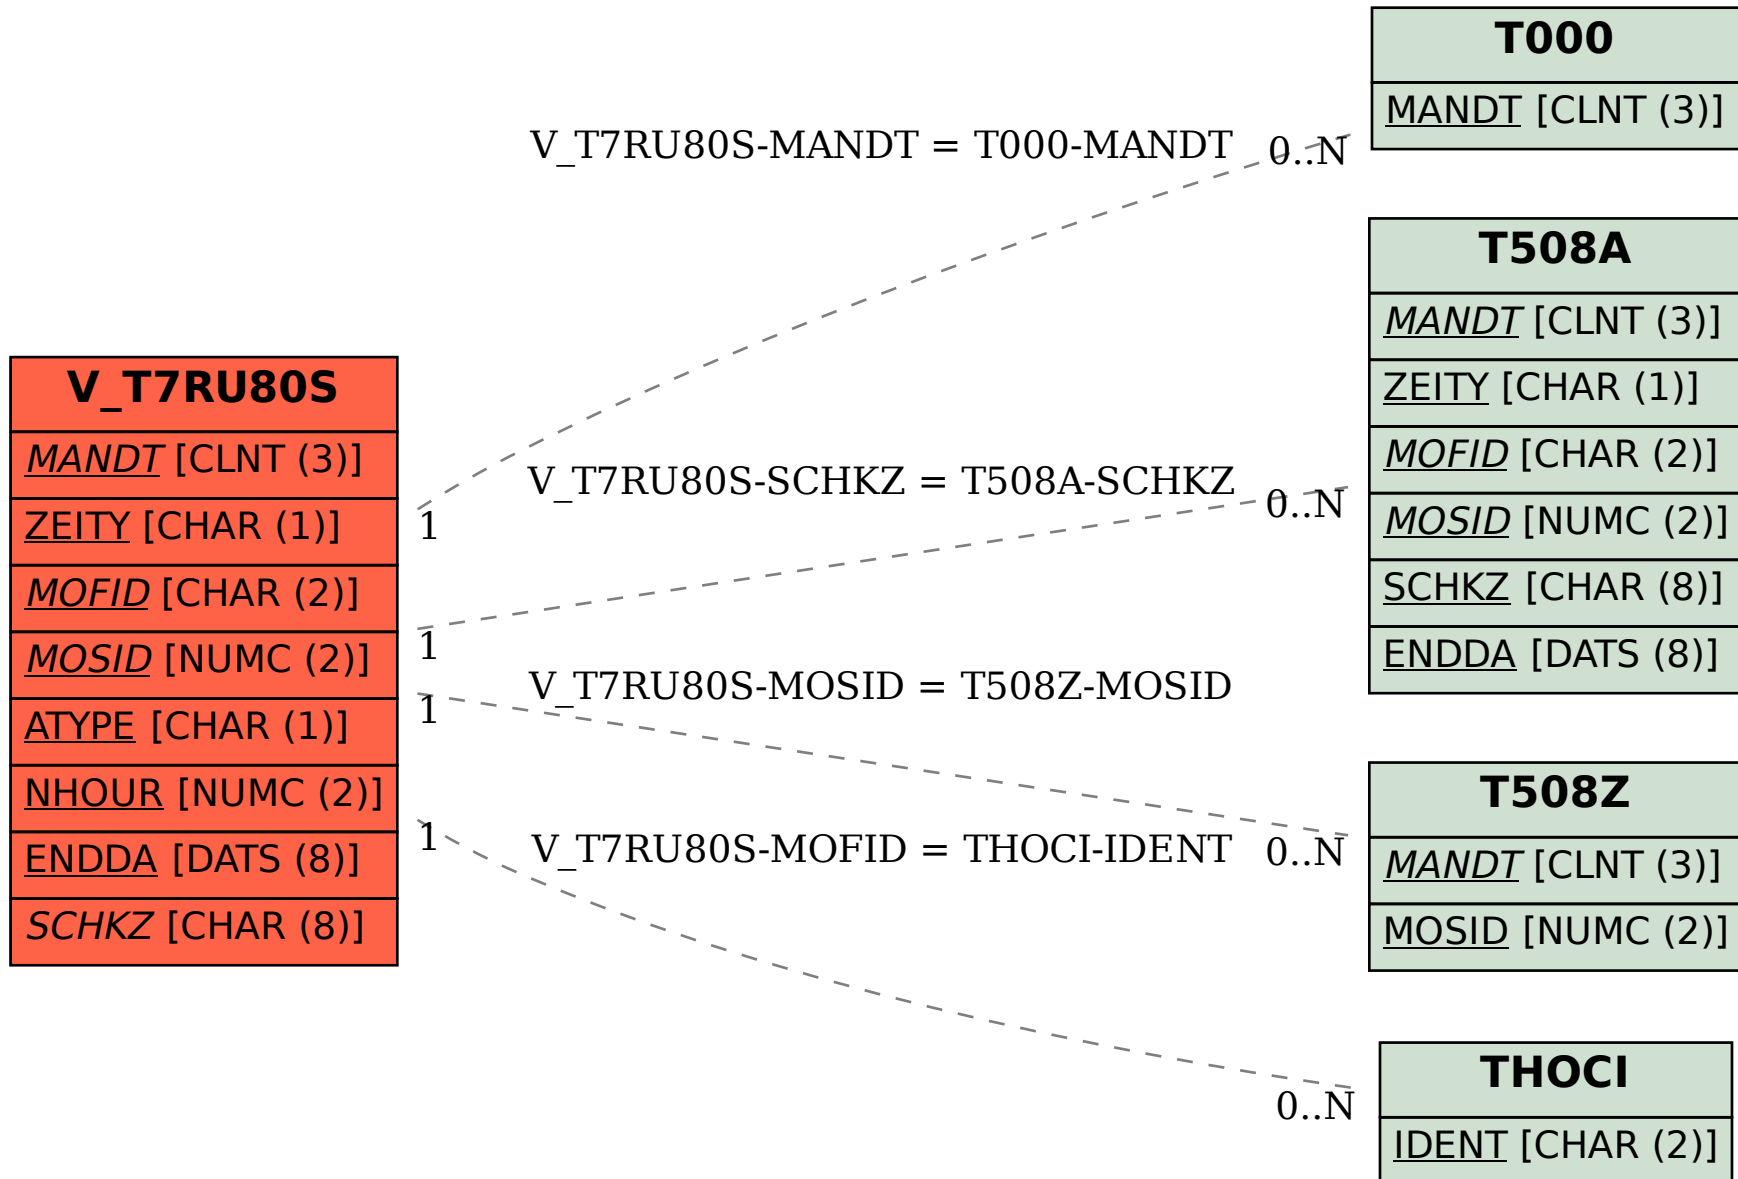 V_T7RU80S
MANDT [CLNT (3)]
ZEITY [CHAR (1)]
MOFID [CHAR (2)]
MOSID [NUMC (2)]
ATYPE [CHAR (1)]
NHOUR [NUMC (2)]
ENDDA [DATS (8)]
SCHKZ [CHAR (8)]
V_T7RU80S-MANDT = T000-MANDT
0..N
1
V_T7RU80S-SCHKZ = T508A-SCHKZ
0..N
1
V_T7RU80S-MOSID = T508Z-MOSID
1
0..N
V_T7RU80S-MOFID = THOCI-IDENT
1
0..N
T000
MANDT [CLNT (3)]
T508A
MANDT [CLNT (3)]
ZEITY [CHAR (1)]
MOFID [CHAR (2)]
MOSID [NUMC (2)]
SCHKZ [CHAR (8)]
ENDDA [DATS (8)]
T508Z
MANDT [CLNT (3)]
MOSID [NUMC (2)]
THOCI
IDENT [CHAR (2)]